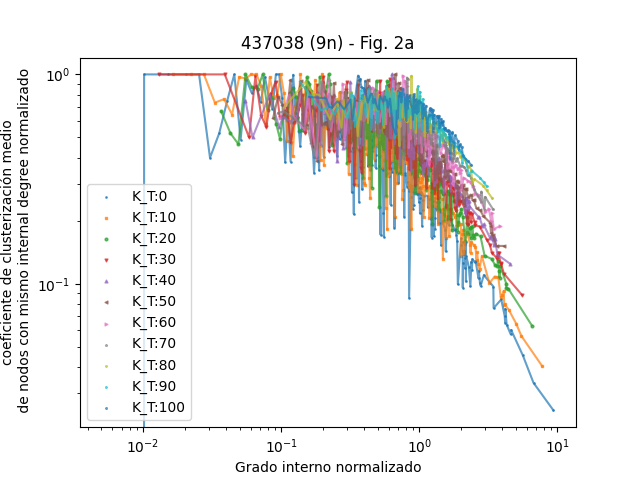 437038 (9n) - Fig. 2a
coeficiente de clusterización medio
de nodos con mismo internal degree normalizado
10⁰
10⁻¹
K_T:0
K_T:10
K_T:20
K_T:30
K_T:40
K_T:50
K_T:60
K_T:70
K_T:80
K_T:90
K_T:100
10⁻²
10⁻¹
10⁰
10¹
Grado interno normalizado